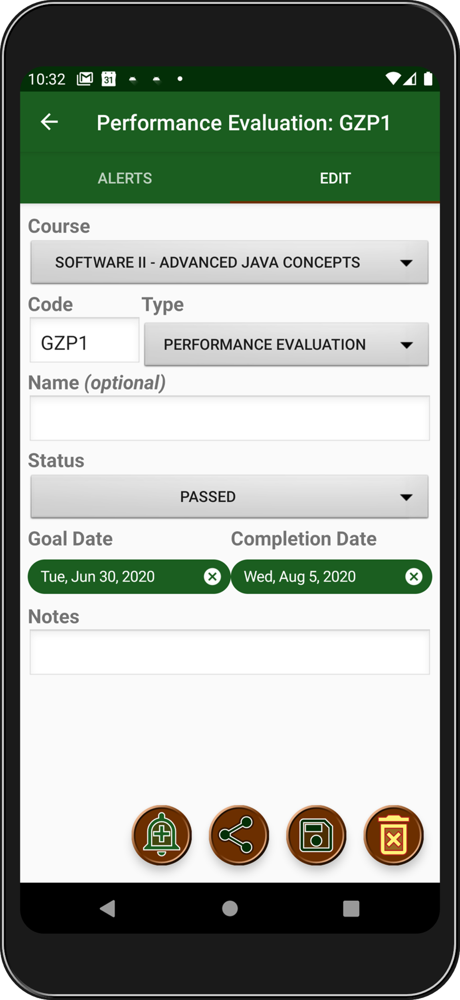 10:32 31
Performance Evaluation: GZP1
ALERTS EDIT
Course
SOFTWARE II - ADVANCED JAVA CONCEPTS
Code Type
GZP1 PERFORMANCE EVALUATION
Name (optional)
Status
PASSED
Goal Date Completion Date
Tue, Jun 30, 2020 Wed, Aug 5, 2020
Notes